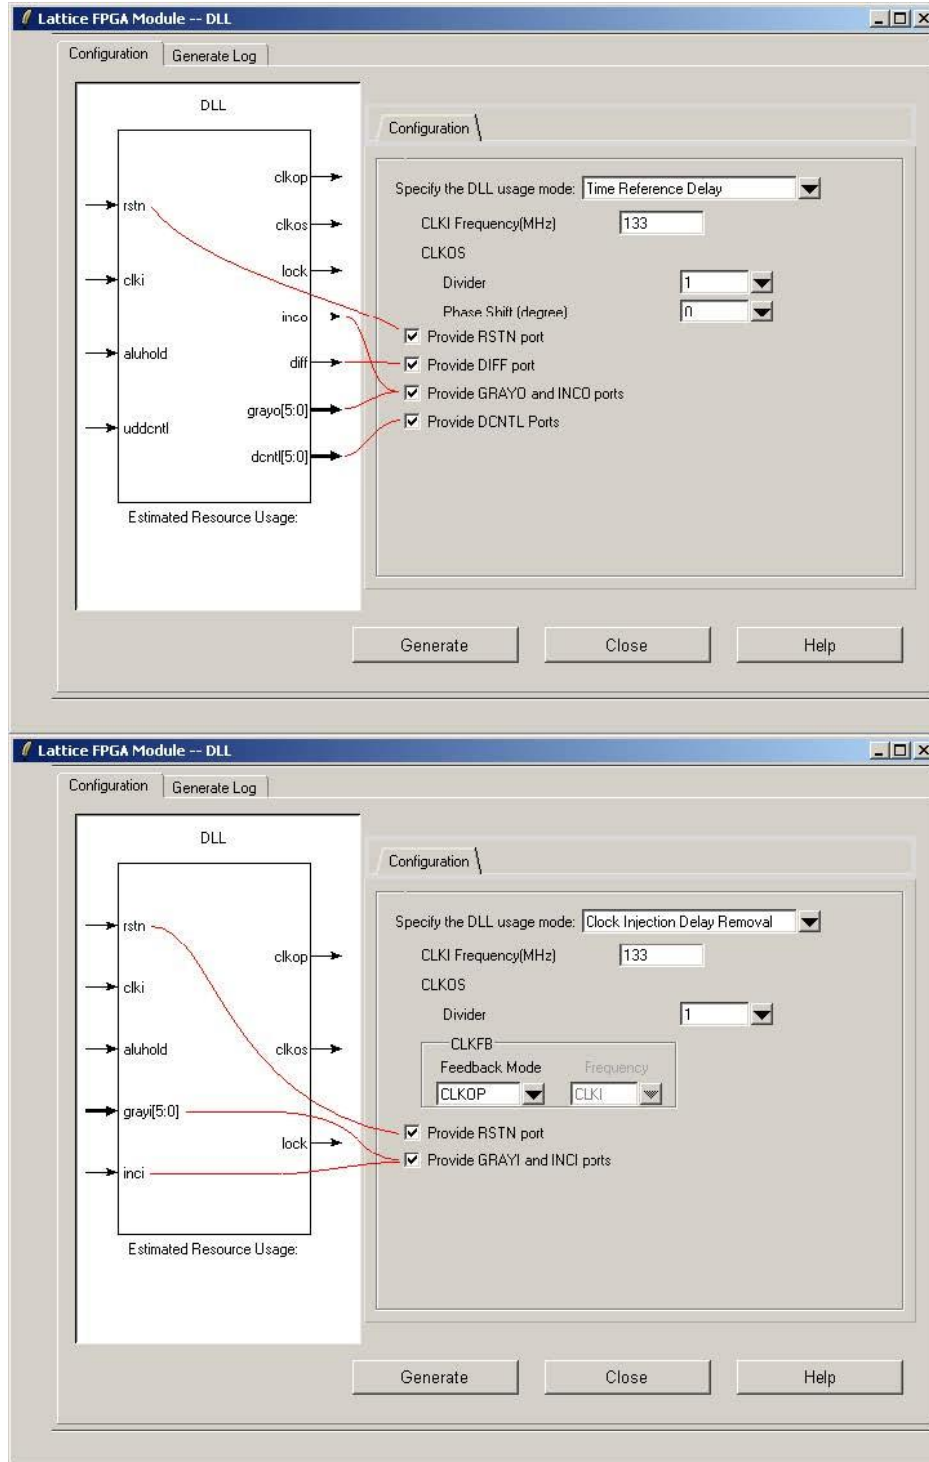 Lattice FPGA Module -- DLL
Configuration
Generate Log
DLL
rstn
clki
aluhold
uddcntl
clkop
clkos
lock
inco
diff
grayo[5:0]
dcntl[5:0]
Estimated Resource Usage:
Configuration
Specify the DLL usage mode: Time Reference Delay
CLKI Frequency(MHz) 133
CLKOS
Divider 1
Phase Shift (degree) 0
Provide RSTN port
Provide DIFF port
Provide GRAYO and INCO ports
Provide DCNTL Ports
Generate Close Help
Lattice FPGA Module -- DLL
Configuration
Generate Log
DLL
rstn
clki
aluhold
grayi[5:0]
inci
clkop
clkos
lock
Estimated Resource Usage:
Configuration
Specify the DLL usage mode: Clock Injection Delay Removal
CLKI Frequency(MHz) 133
CLKOS
Divider 1
CLKFB
Feedback Mode Frequency
CLKOP CLKI
Provide RSTN port
Provide GRAYI and INCI ports
Generate Close Help